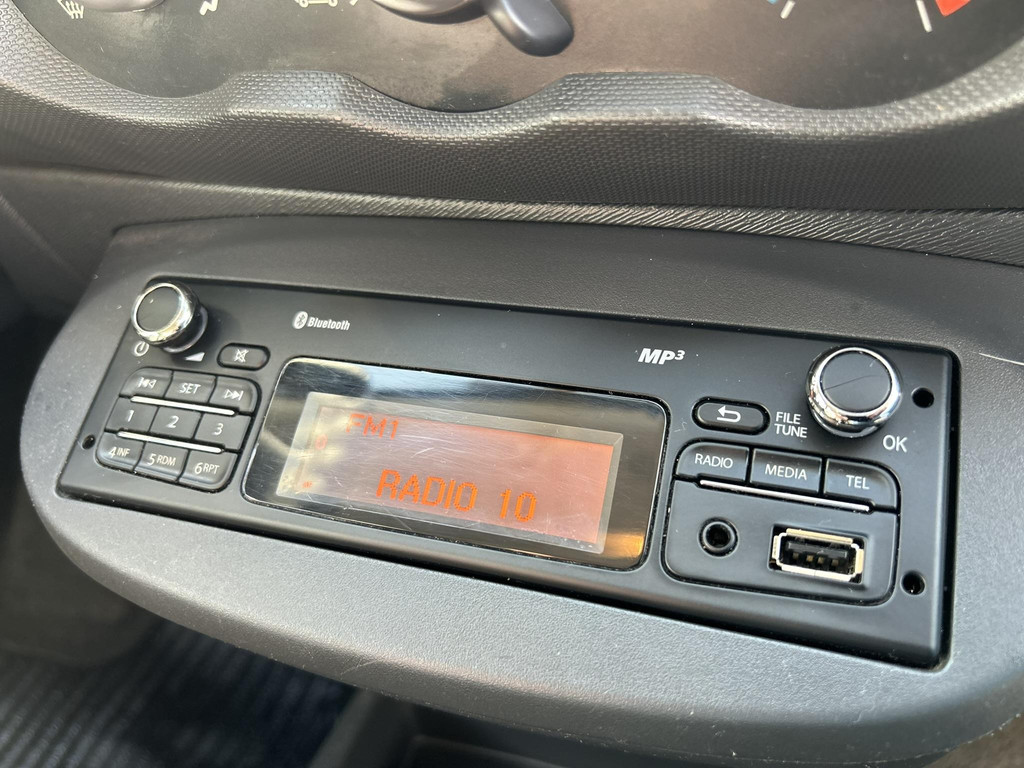 Bluetooth
MP3
FM1
RADIO 10
SET
1
2
3
4 INF
5 RDM
6 RPT
FILE
TUNE
OK
RADIO
MEDIA
TEL